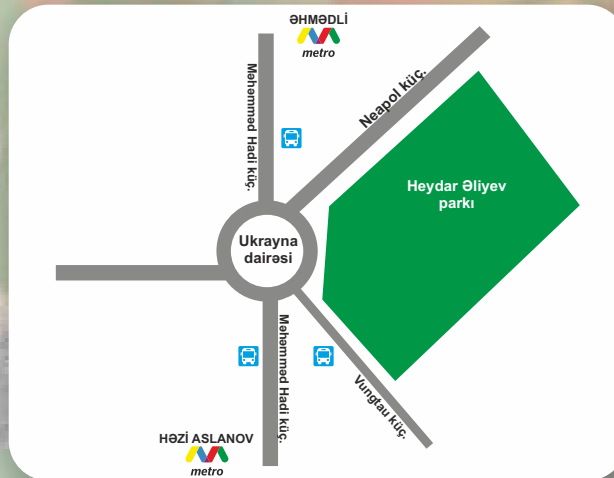 ƏHMƏDLİ
metro
Məhəmməd Hadi küç.
Neapol küç.
Heydar Əliyev
parkı
Ukrayna
dairəsi
Məhəmməd Hadi küç.
Vungtau küç.
HƏZİ ASLANOV
metro